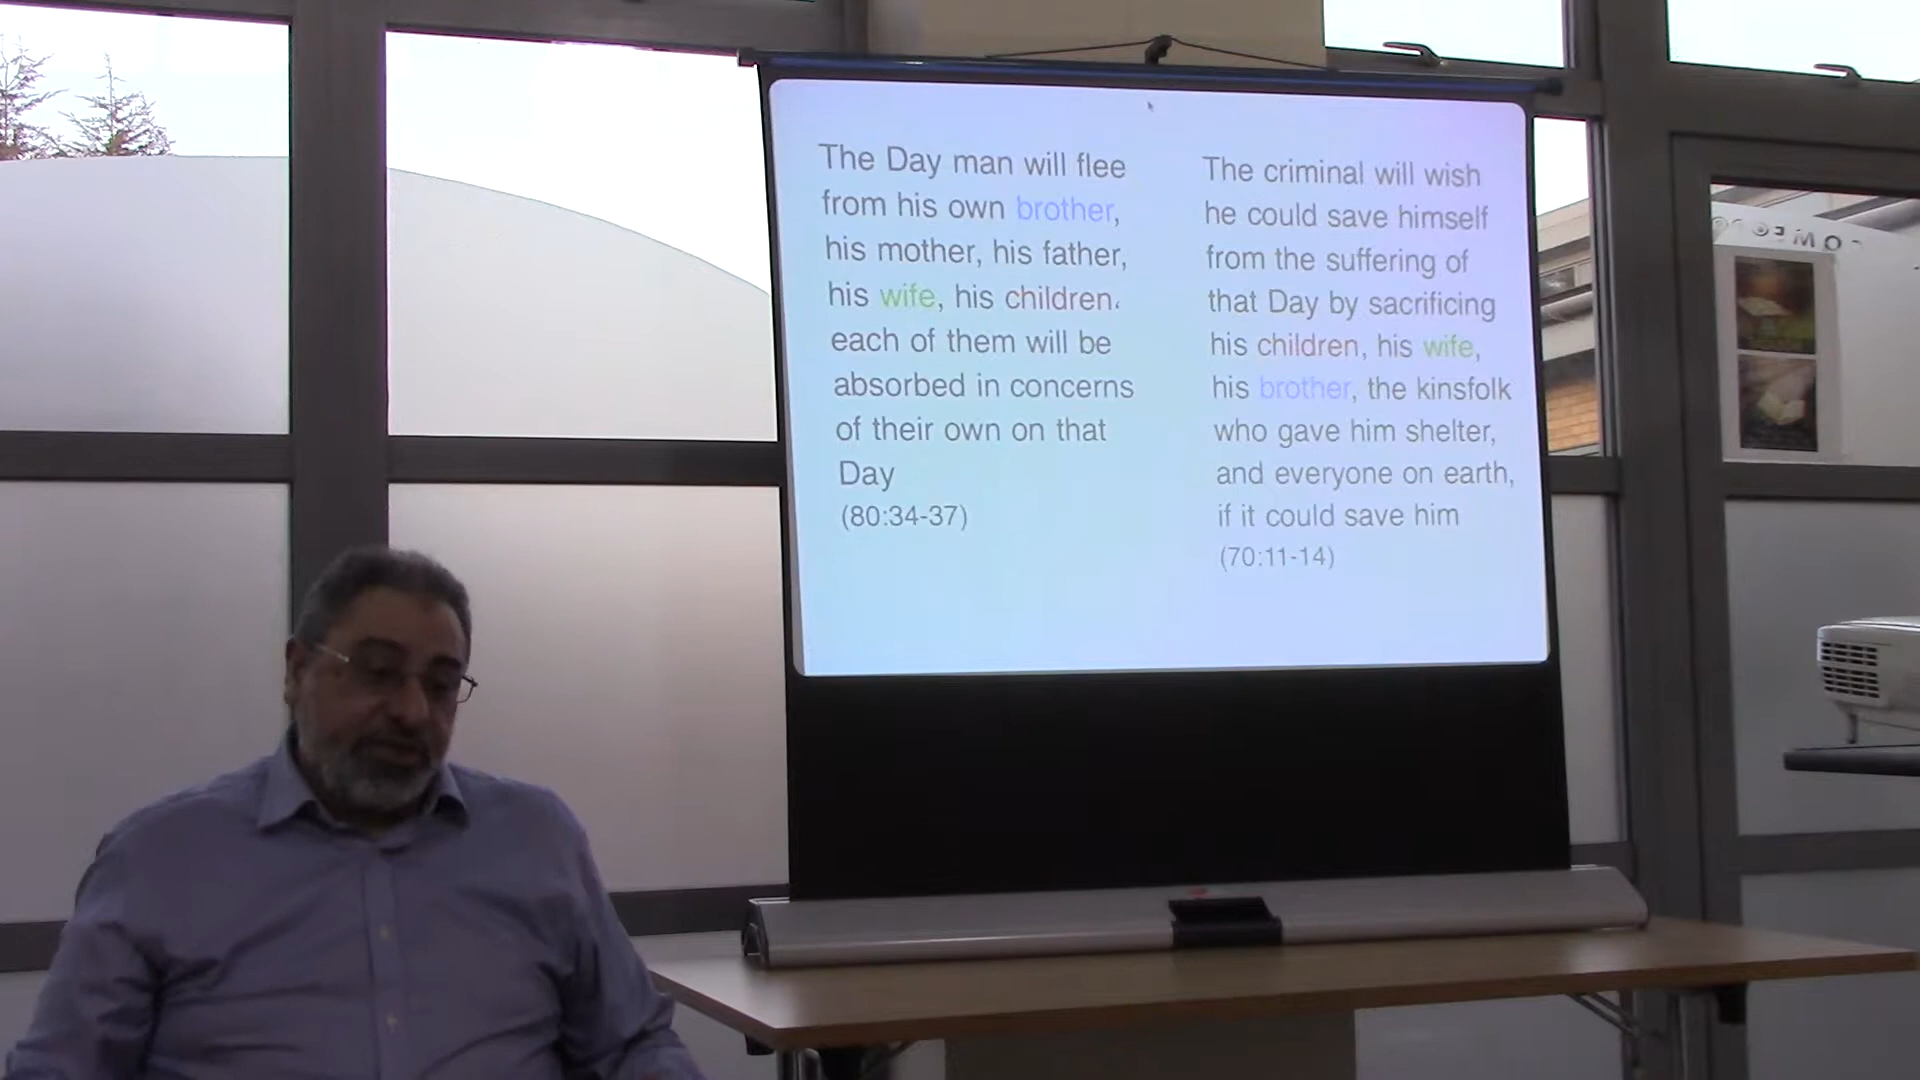 The Day man will flee
from his own brother,
his mother, his father,
his wife, his children.
each of them will be
absorbed in concerns
of their own on that
Day
(80:34-37)
The criminal will wish
he could save himself
from the suffering of
that Day by sacrificing
his children, his wife,
his brother, the kinsfolk
who gave him shelter,
and everyone on earth,
if it could save him
(70:11-14)